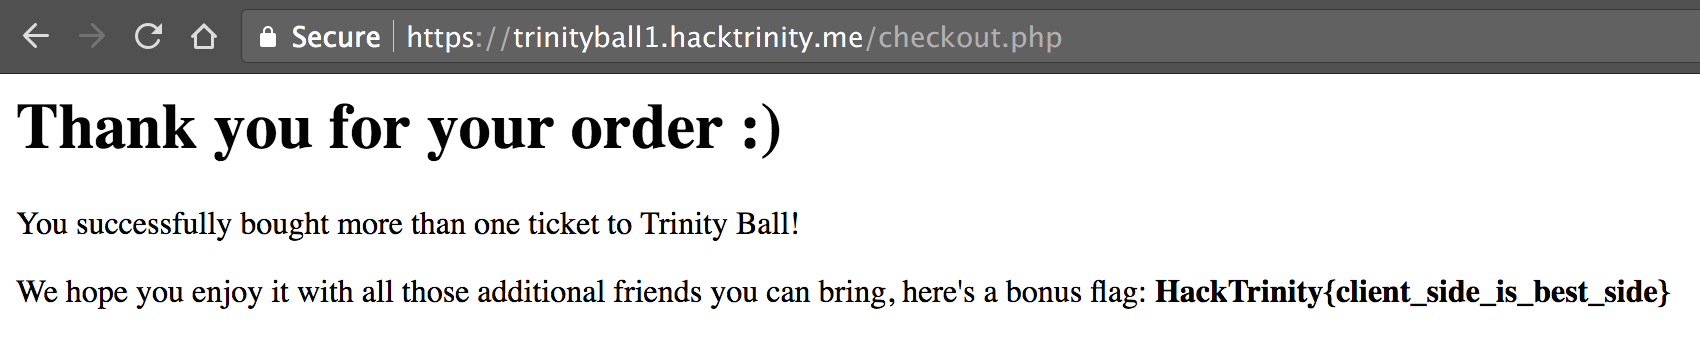 Secure https://trinityball1.hacktrinity.me/checkout.php
Thank you for your order :)
You successfully bought more than one ticket to Trinity Ball!
We hope you enjoy it with all those additional friends you can bring, here's a bonus flag: HackTrinity{client_side_is_best_side}